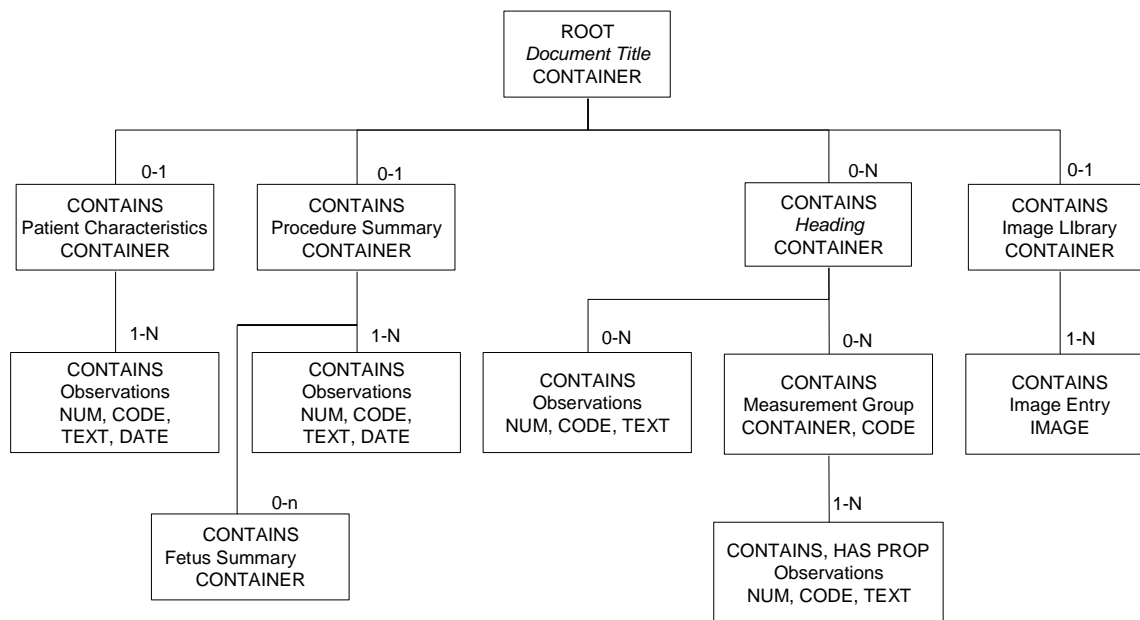 ROOT
Document Title
CONTAINER
0-1
0-1
0-N
0-1
CONTAINS
Patient Characteristics
CONTAINER
CONTAINS
Procedure Summary
CONTAINER
CONTAINS
Heading
CONTAINER
CONTAINS
Image LIbrary
CONTAINER
1-N
1-N
0-N
0-N
1-N
CONTAINS
Observations
NUM, CODE,
TEXT, DATE
CONTAINS
Observations
NUM, CODE,
TEXT, DATE
CONTAINS
Observations
NUM, CODE, TEXT
CONTAINS
Measurement Group
CONTAINER, CODE
CONTAINS
Image Entry
IMAGE
0-n
1-N
CONTAINS
Fetus Summary
CONTAINER
CONTAINS, HAS PROP
Observations
NUM, CODE, TEXT